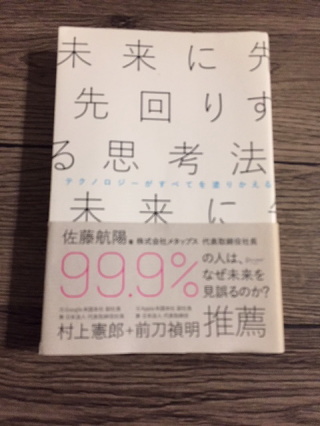 未来に先
先回りす
る思考法
テクノロジーがすべてを塗りかえる
未来に先
佐藤航陽 著 株式会社メタップス 代表取締役社長
99.9%の人は、
なぜ未来を
見誤るのか?
村上憲郎+前刀禎明 推薦